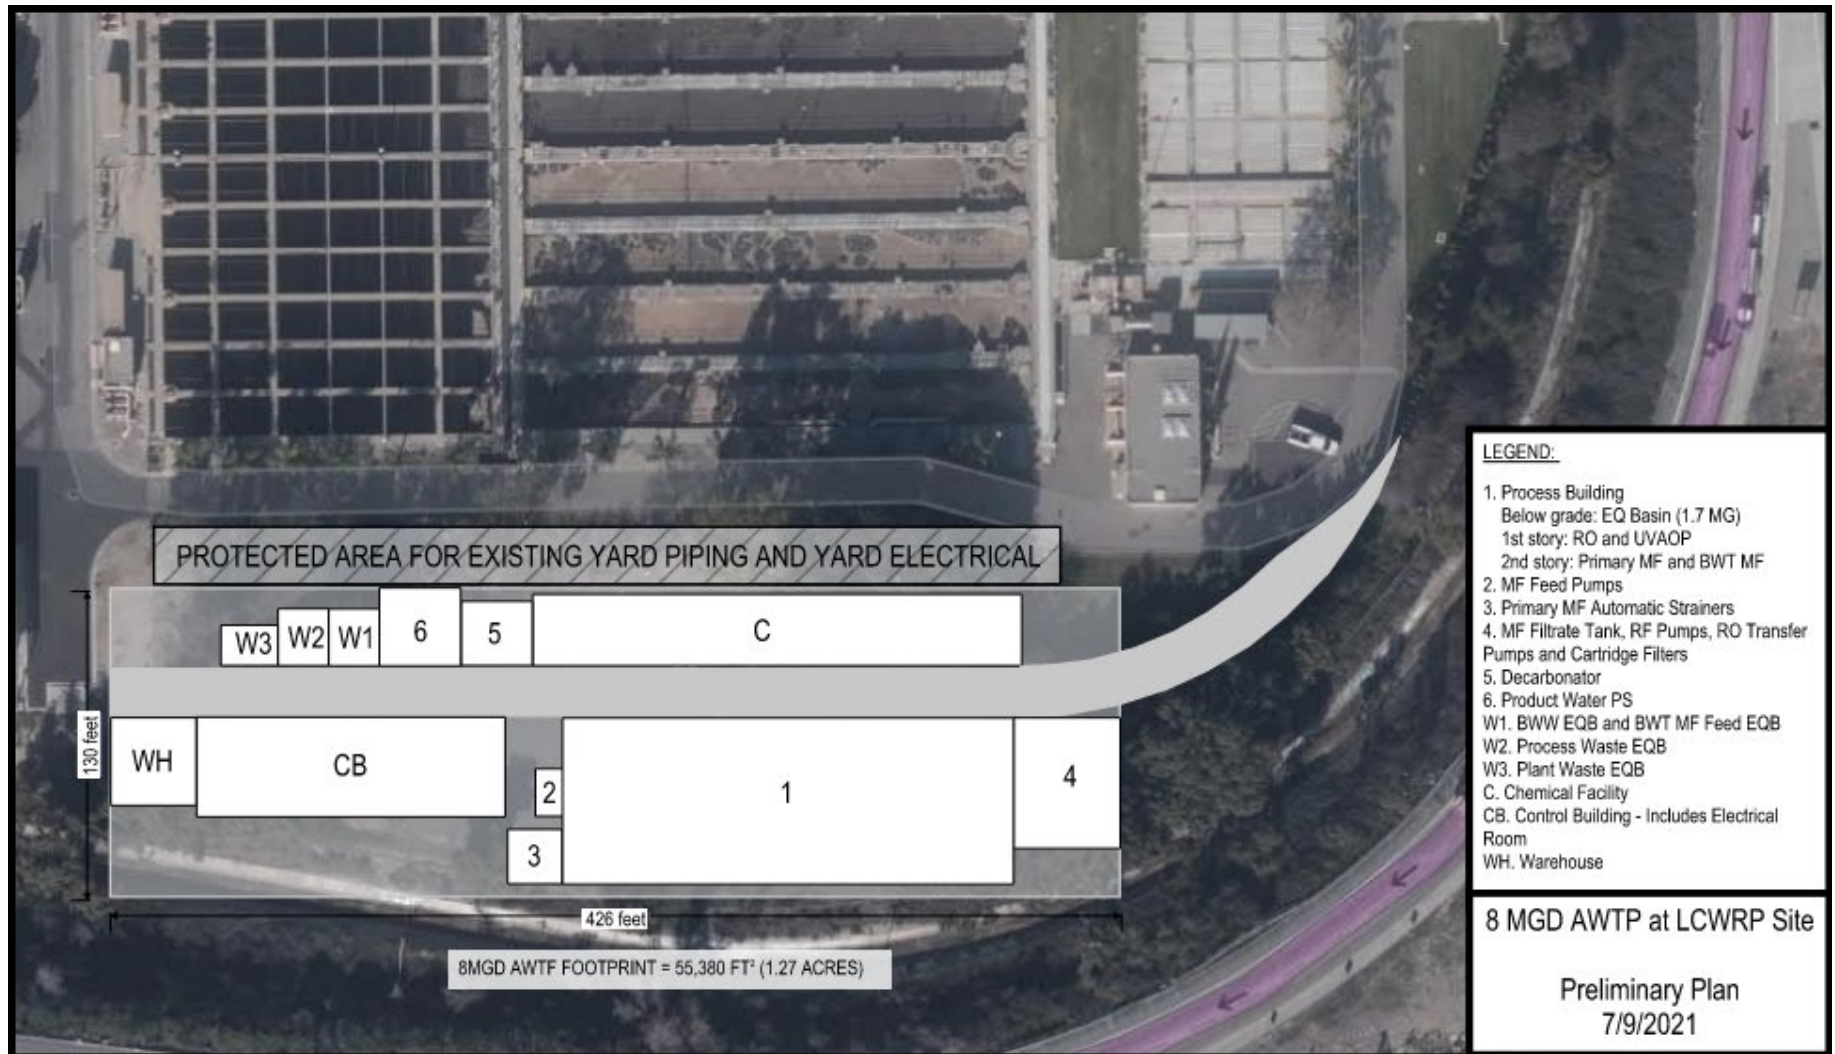 PROTECTED AREA FOR EXISTING YARD PIPING AND YARD ELECTRICAL
W3
W2
W1
6
5
C
130 feet
WH
CB
2
1
4
3
426 feet
8MGD AWTF FOOTPRINT = 55,380 FT² (1.27 ACRES)
LEGEND:
1. Process Building
Below grade: EQ Basin (1.7 MG)
1st story: RO and UVAOP
2nd story: Primary MF and BWT MF
2. MF Feed Pumps
3. Primary MF Automatic Strainers
4. MF Filtrate Tank, RF Pumps, RO Transfer
Pumps and Cartridge Filters
5. Decarbonator
6. Product Water PS
W1. BWW EQB and BWT MF Feed EQB
W2. Process Waste EQB
W3. Plant Waste EQB
C. Chemical Facility
CB. Control Building - Includes Electrical
Room
WH. Warehouse
8 MGD AWTP at LCWRP Site
Preliminary Plan
7/9/2021